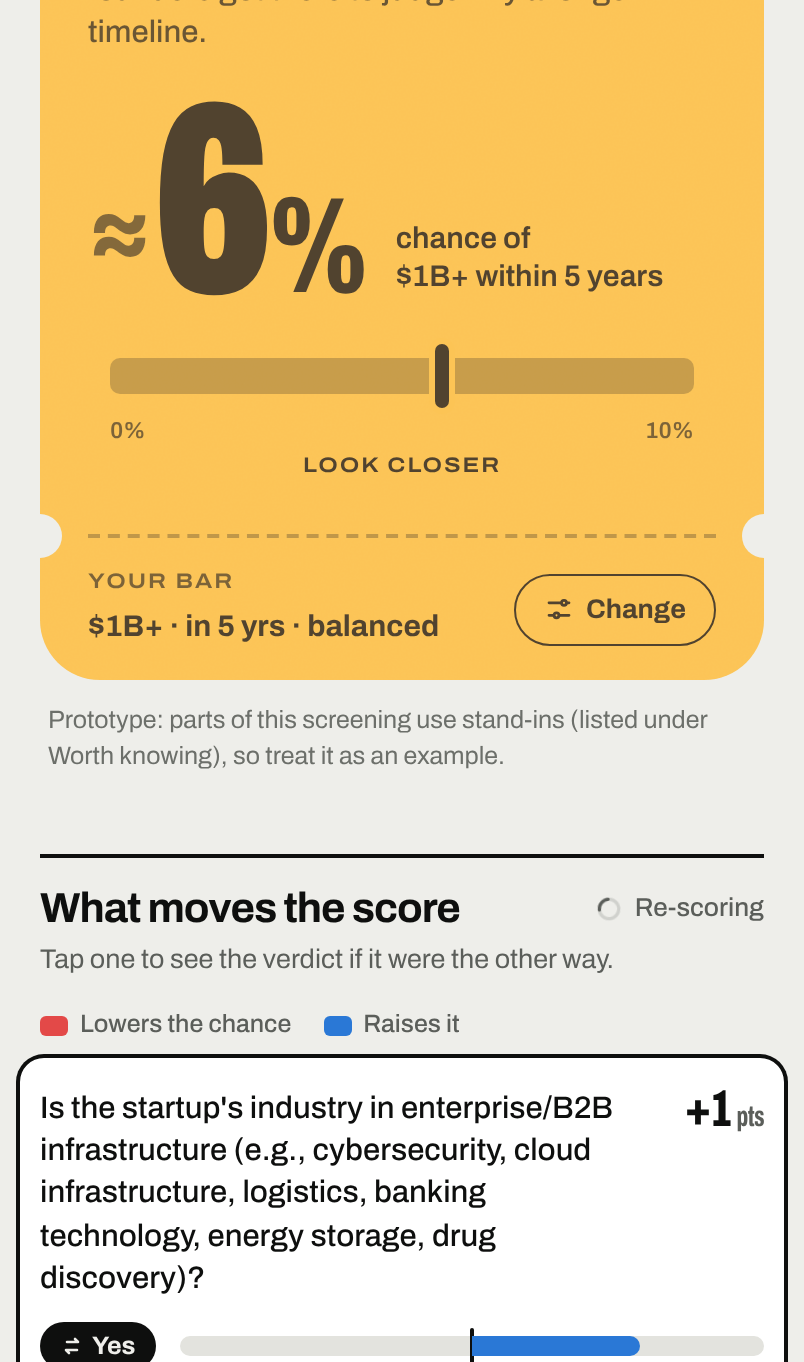 timeline.
≈6%
chance of
$1B+ within 5 years
0%
10%
LOOK CLOSER
YOUR BAR
$1B+ · in 5 yrs · balanced
Change
Prototype: parts of this screening use stand-ins (listed under
Worth knowing), so treat it as an example.
What moves the score
Re-scoring
Tap one to see the verdict if it were the other way.
Lowers the chance
Raises it
Is the startup's industry in enterprise/B2B
infrastructure (e.g., cybersecurity, cloud
infrastructure, logistics, banking
technology, energy storage, drug
discovery)?
+1 pts
Yes